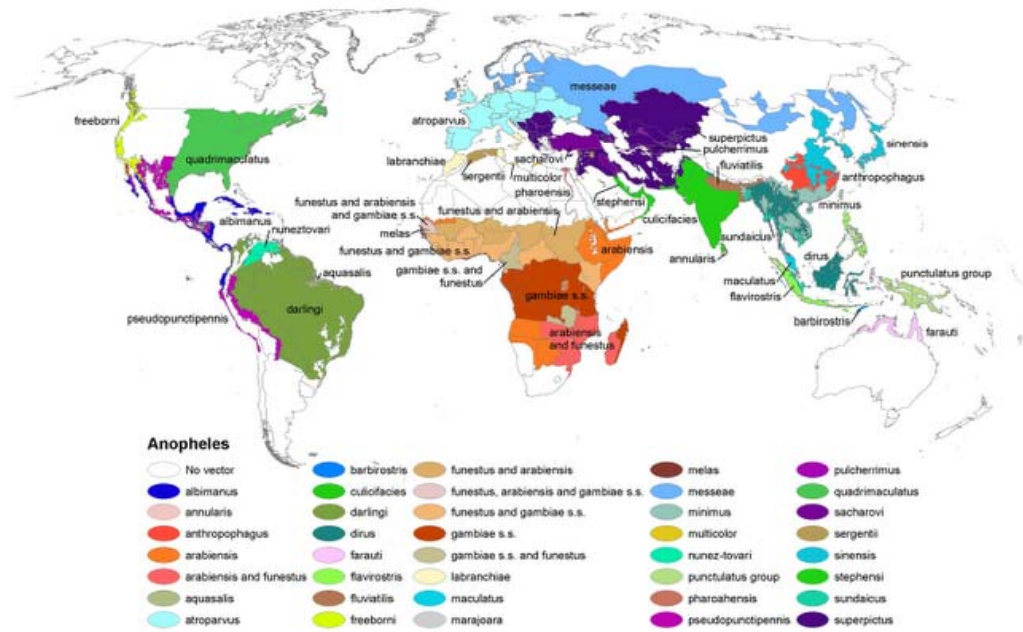 freeborni
quadrimaculatus
albimanus
nuneztovari
aquasalis
darlingi
pseudopunctipennis
messeae
atroparvus
labranchiae
sergentii
sacharovi
multicolor
pharoensis
superpictus
pulcherrimus
fluviatilis
stephensi
culicifacies
sinensis
anthropophagus
minimus
sundaicus
annularis
dirus
maculatus
flavirostris
barbirostris
punctulatus group
farauti
funestus and arabiensis
and gambiae s.s.
funestus and arabiensis
melas
funestus and gambiae s.s.
gambiae s.s. and
funestus
arabiensis
gambiae s.s.
arabiensis
and funestus
Anopheles
No vector
albimanus
annularis
anthropophagus
arabiensis
arabiensis and funestus
aquasalis
atroparvus
barbirostris
culicifacies
darlingi
dirus
farauti
flavirostris
fluviatilis
freeborni
funestus and arabiensis
funestus, arabiensis and gambiae s.s.
funestus and gambiae s.s.
gambiae s.s.
gambiae s.s. and funestus
labranchiae
maculatus
marajoara
melas
messeae
minimus
multicolor
nunez-tovari
punctulatus group
pharoahensis
pseudopunctipennis
pulcherrimus
quadrimaculatus
sacharovi
sergentii
sinensis
stephensi
sundaicus
superpictus